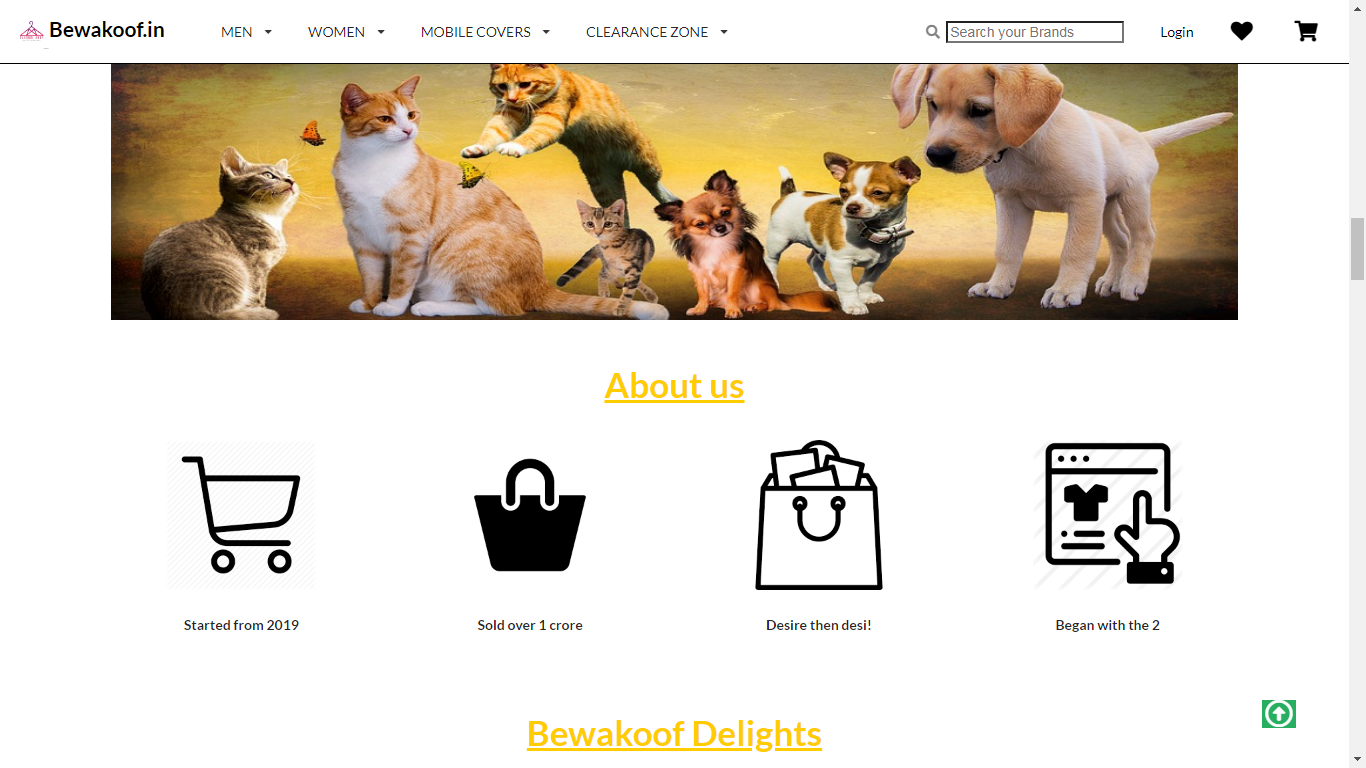 Bewakoof.in
MEN
WOMEN
MOBILE COVERS
CLEARANCE ZONE
Search your Brands
Login
About us
Started from 2019
Sold over 1 crore
Desire then desi!
Began with the 2
Bewakoof Delights